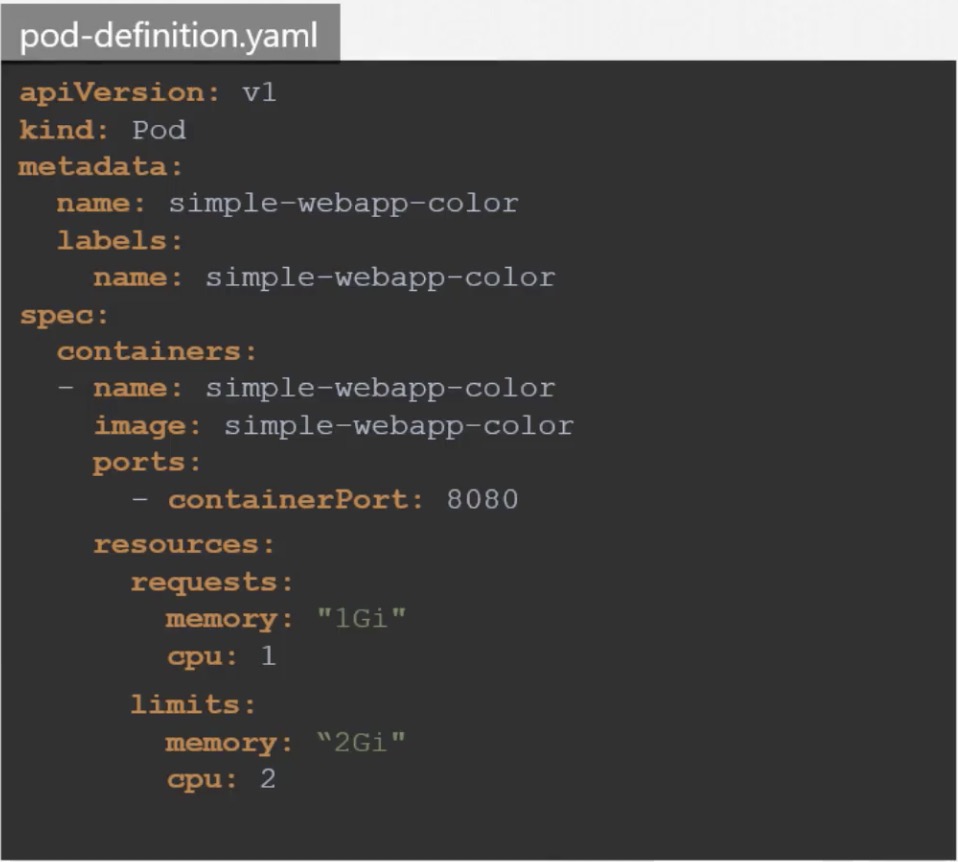 pod-definition.yaml
apiVersion: v1
kind: Pod
metadata:
  name: simple-webapp-color
  labels:
    name: simple-webapp-color
spec:
  containers:
  - name: simple-webapp-color
    image: simple-webapp-color
    ports:
      - containerPort: 8080
    resources:
      requests:
        memory: "1Gi"
        cpu: 1
      limits:
        memory: “2Gi"
        cpu: 2